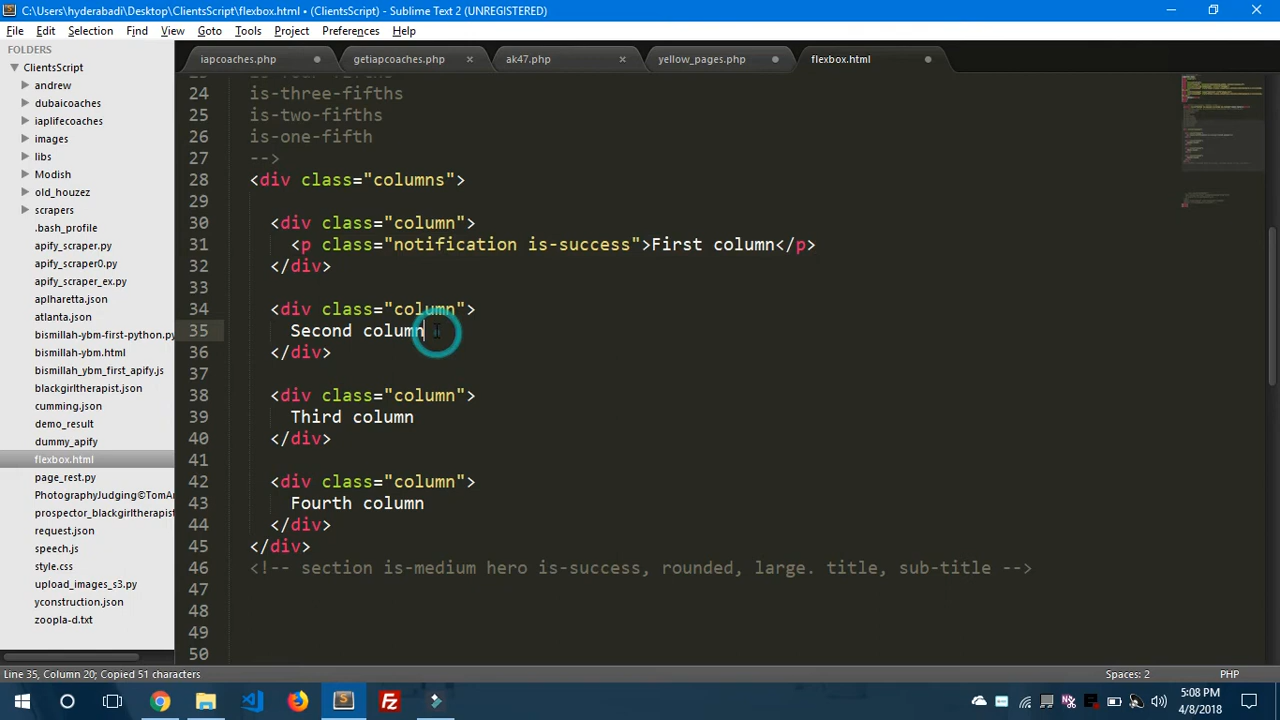 C:\Users\hyderabadi\Desktop\ClientsScript\flexbox.html • (ClientsScript) - Sublime Text 2 (UNREGISTERED)
File Edit Selection Find View Goto Tools Project Preferences Help
FOLDERS
ClientsScript
andrew
dubaicoaches
iaplifecoaches
images
libs
Modish
old_houzez
scrapers
.bash_profile
apify_scraper.py
apify_scraper0.py
apify_scraper_ex.py
aplharetta.json
atlanta.json
bismillah-ybm-first-python.py
bismillah-ybm.html
bismillah_ybm_first_apify.js
blackgirltherapist.json
cumming.json
demo_result
dummy_apify
flexbox.html
page_rest.py
PhotographyJudging©TomAr
prospector_blackgirltherapist
request.json
speech.js
style.css
upload_images_s3.py
yconstruction.json
zoopla-d.txt
iapcoaches.php getiapcoaches.php ak47.php yellow_pages.php flexbox.html
24 is-three-fifths
25 is-two-fifths
26 is-one-fifth
27 -->
28 <div class="columns">
29
30 <div class="column">
31 <p class="notification is-success">First column</p>
32 </div>
33
34 <div class="column">
35 Second column
36 </div>
37
38 <div class="column">
39 Third column
40 </div>
41
42 <div class="column">
43 Fourth column
44 </div>
45 </div>
46 <!-- section is-medium hero is-success, rounded, large. title, sub-title -->
47
48
49
50
Line 35, Column 20; Copied 51 characters Spaces: 2 PHP
5:08 PM
4/8/2018